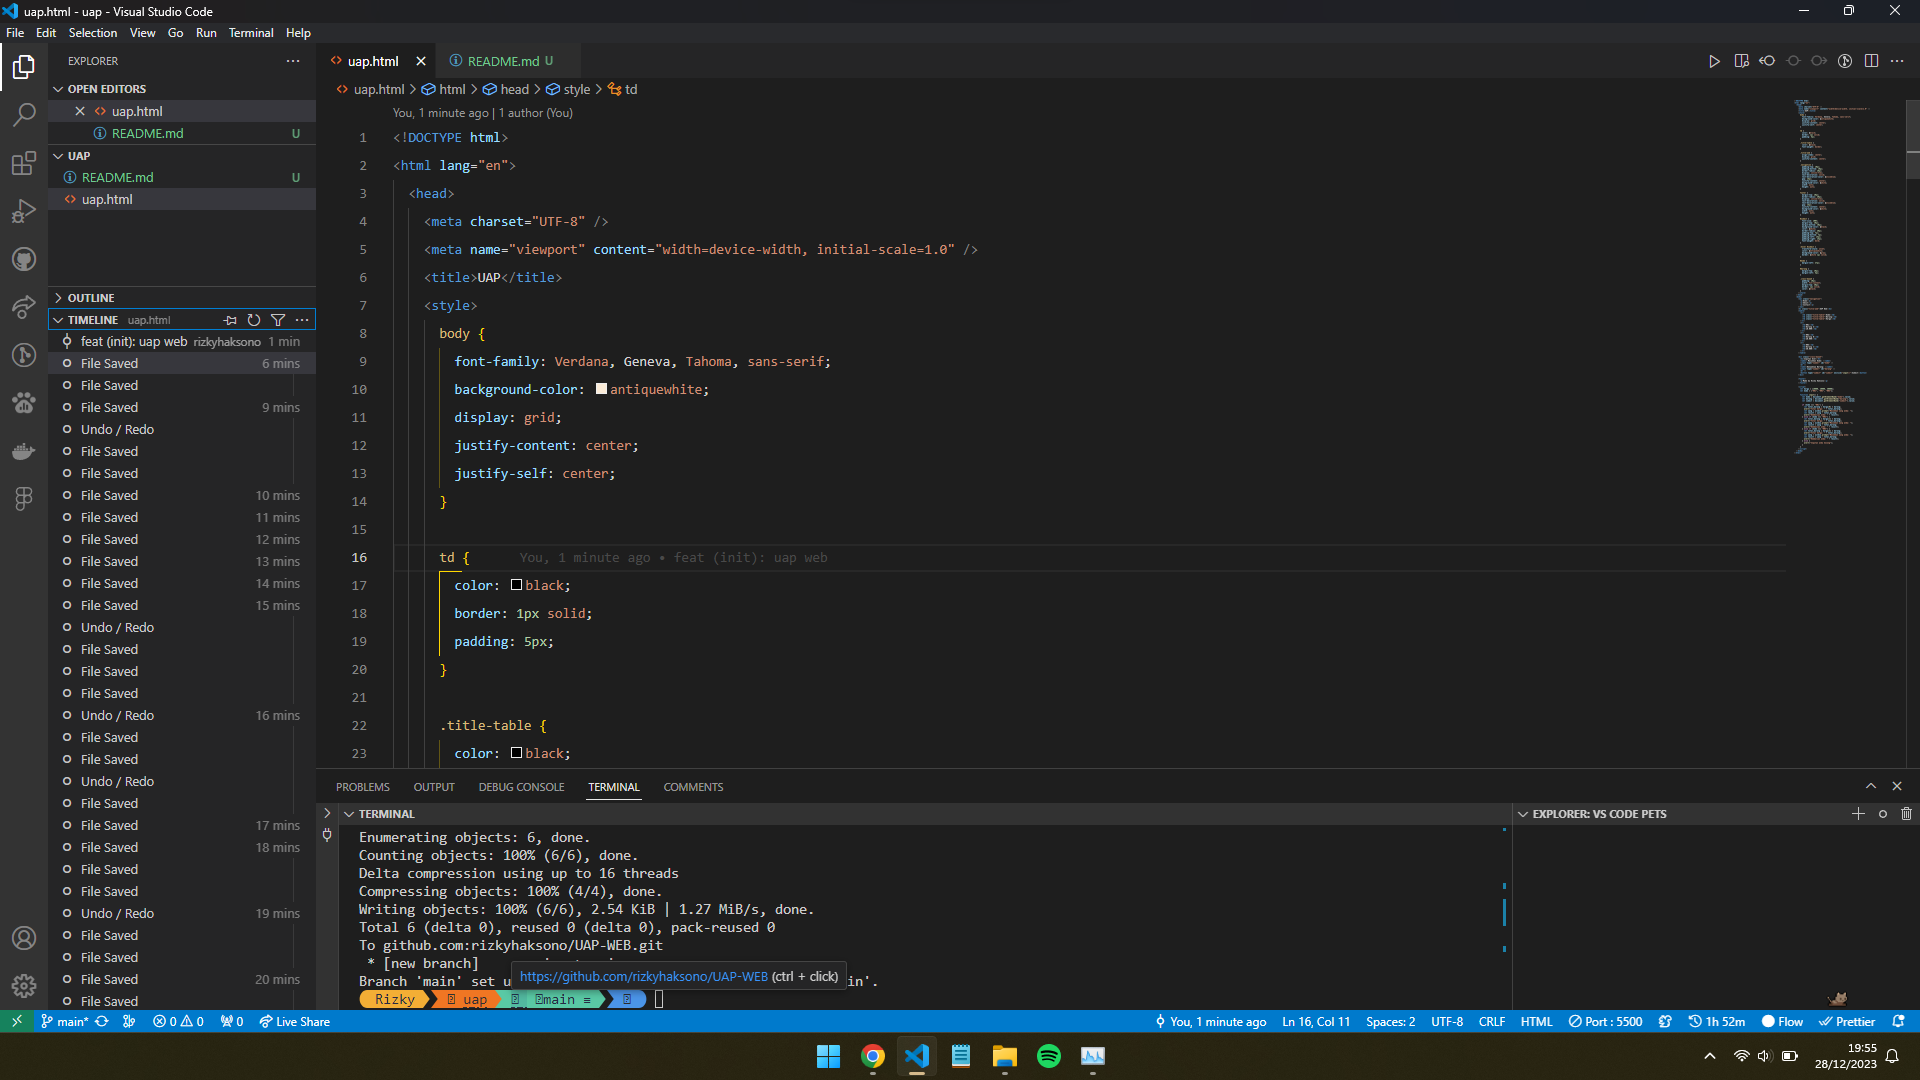 uap.html - uap - Visual Studio Code
File Edit Selection View Go Run Terminal Help
EXPLORER
OPEN EDITORS
uap.html
README.md U
UAP
README.md U
uap.html
OUTLINE
TIMELINE uap.html
feat (init): uap web rizkyhaksono 1 min
File Saved 6 mins
File Saved
File Saved 9 mins
Undo / Redo
File Saved
File Saved
File Saved 10 mins
File Saved 11 mins
File Saved 12 mins
File Saved 13 mins
File Saved 14 mins
File Saved 15 mins
Undo / Redo
File Saved
File Saved
File Saved
Undo / Redo 16 mins
File Saved
File Saved
Undo / Redo
File Saved
File Saved 17 mins
File Saved 18 mins
File Saved
File Saved
Undo / Redo 19 mins
File Saved
File Saved
File Saved 20 mins
File Saved
uap.html README.md U
uap.html > html > head > style > td
You, 1 minute ago | 1 author (You)
1 <!DOCTYPE html>
2 <html lang="en">
3 <head>
4 <meta charset="UTF-8" />
5 <meta name="viewport" content="width=device-width, initial-scale=1.0" />
6 <title>UAP</title>
7 <style>
8 body {
9 font-family: Verdana, Geneva, Tahoma, sans-serif;
10 background-color: antiquewhite;
11 display: grid;
12 justify-content: center;
13 justify-self: center;
14 }
15
16 td { You, 1 minute ago • feat (init): uap web
17 color: black;
18 border: 1px solid;
19 padding: 5px;
20 }
21
22 .title-table {
23 color: black;
PROBLEMS OUTPUT DEBUG CONSOLE TERMINAL COMMENTS
TERMINAL
Enumerating objects: 6, done.
Counting objects: 100% (6/6), done.
Delta compression using up to 16 threads
Compressing objects: 100% (4/4), done.
Writing objects: 100% (6/6), 2.54 KiB | 1.27 MiB/s, done.
Total 6 (delta 0), reused 0 (delta 0), pack-reused 0
To github.com:rizkyhaksono/UAP-WEB.git
* [new branch]
https://github.com/rizkyhaksono/UAP-WEB (ctrl + click)
Branch 'main' set u in'.
Rizky uap main ≡
EXPLORER: VS CODE PETS
main* 0 0 0 Live Share
You, 1 minute ago Ln 16, Col 11 Spaces: 2 UTF-8 CRLF HTML Port : 5500 1h 52m Flow Prettier
19:55
28/12/2023